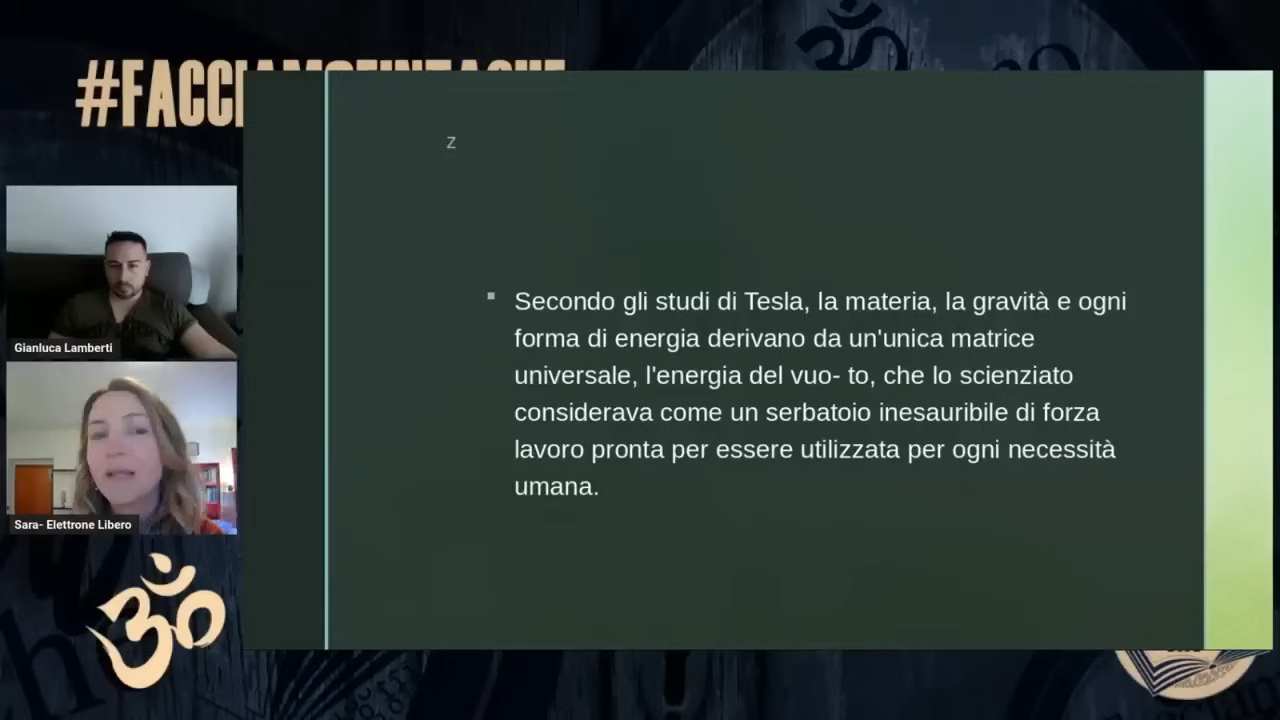 #FACCI
z
Secondo gli studi di Tesla, la materia, la gravità e ogni
forma di energia derivano da un'unica matrice
universale, l'energia del vuo- to, che lo scienziato
considerava come un serbatoio inesauribile di forza
lavoro pronta per essere utilizzata per ogni necessità
umana.
Gianluca Lamberti
Sara- Elettrone Libero
ॐ